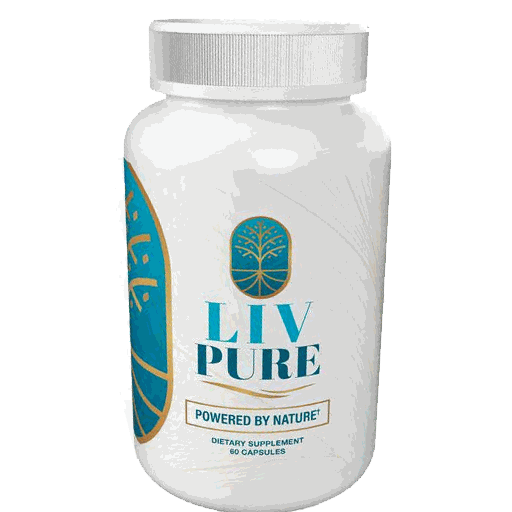 LIV
PURE
POWERED BY NATURE†
DIETARY SUPPLEMENT
60 CAPSULES